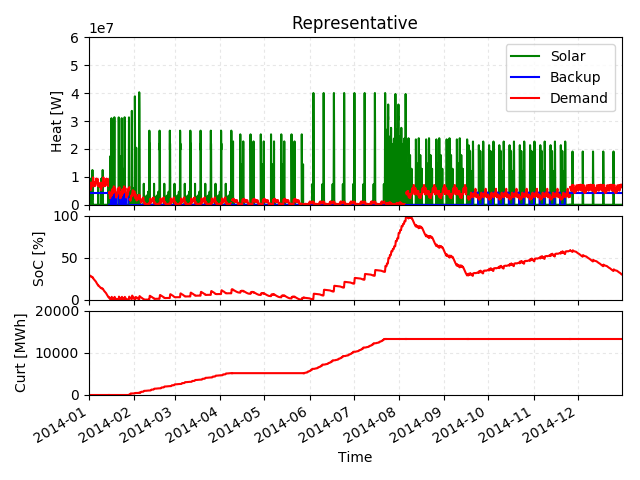 Representative
1e7
Heat [W]
6
5
4
3
2
1
0
Solar
Backup
Demand
SoC [%]
100
50
0
Curt [MWh]
20000
10000
0
2014-01
2014-02
2014-03
2014-04
2014-05
2014-06
2014-07
2014-08
2014-09
2014-10
2014-11
2014-12
Time